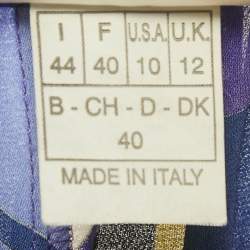 I F U.S.A. U.K.
44 40 10 12
B - CH - D - DK
40
MADE IN ITALY